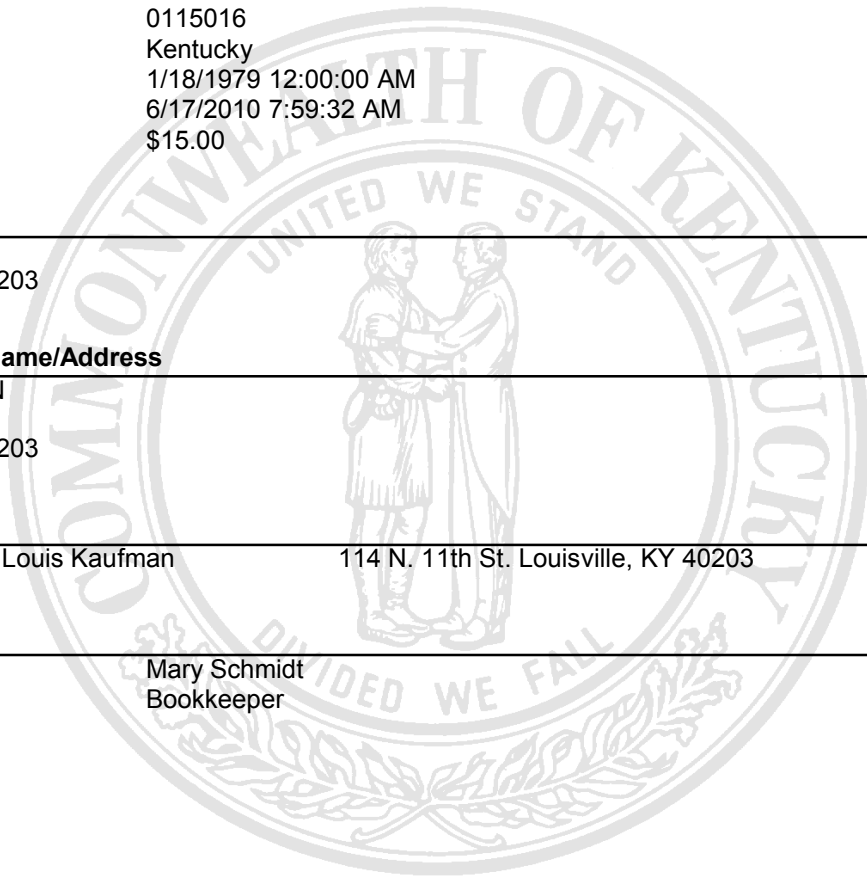 0115016
Kentucky
1/18/1979 12:00:00 AM
6/17/2010 7:59:32 AM
$15.00
203
ame/Address
N
203
Louis Kaufman 114 N. 11th St. Louisville, KY 40203
Mary Schmidt
Bookkeeper
COMMONWEALTH OF KENTUCKY
UNITED WE STAND
DIVIDED WE FALL